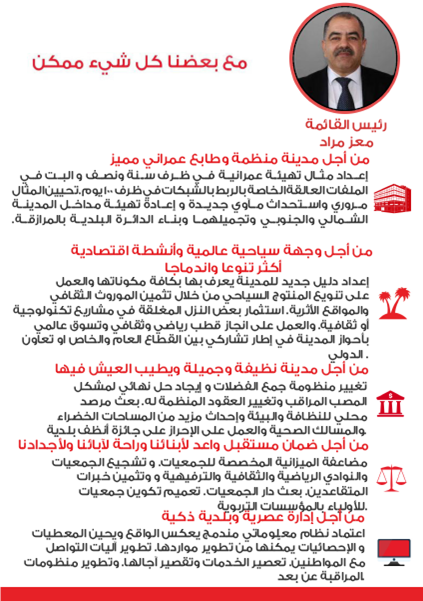 مع بعضنا كل شيء ممكن
رئيس القائمة
معز مراد
من أجل مدينة منظمة وطابع عمراني مميز
إعداد مثال تهيئة عمرانية في ظرف سنة ونصف و البت في
الملفات العالقة الخاصة بالربط بالشبكات في ظرف ١٠٠ يوم. تحيين المثال
مروري واستحداث مآوي جديدة و إعادة تهيئة مداخل المدينة
الشمالي والجنوبي وتجميلهما وبناء الدائرة البلدية بالمرازقة.
من أجل وجهة سياحية عالمية وأنشطة اقتصادية
أكثر تنوعا واندماجا
إعداد دليل جديد للمدينة يعرف بها بكافة مكوناتها والعمل
على تنويع المنتوج السياحي من خلال تثمين الموروث الثقافي
والمواقع الأثرية. استثمار بعض النزل المغلقة في مشاريع تكنولوجية
أو ثقافية. والعمل على انجاز قطب رياضي وثقافي وتسوق عالمي
بأحواز المدينة في إطار تشاركي بين القطاع العام والخاص او تعاون
. الدولي
من أجل مدينة نظيفة وجميلة ويطيب العيش فيها
تغيير منظومة جمع الفضلات و إيجاد حل نهائي لمشكل
المصب المراقب وتغيير العقود المنظمة له. بعث مرصد
محلي للنظافة والبيئة وإحداث مزيد من المساحات الخضراء
.والمسالك الصحية والعمل على الإحراز على جائزة أنظف بلدية
من أجل ضمان مستقبل واعد لأبنائنا وراحة لآبائنا ولأجدادنا
مضاعفة الميزانية المخصصة للجمعيات. و تشجيع الجمعيات
والنوادي الرياضية والثقافية والترفيهية و وتثمين خبرات
المتقاعدين. بعث دار الجمعيات. تعميم تكوين جمعيات
.للأولياء بالمؤسسات التربوية
من أجل إدارة عصرية وبلدية ذكية
اعتماد نظام معلوماتي مندمج يعكس الواقع ويحين المعطيات
و الإحصائيات يمكنها من تطوير مواردها. تطوير آليات التواصل
مع المواطنين. تعصير الخدمات وتقصير آجالها. وتطوير منظومات
.المراقبة عن بعد